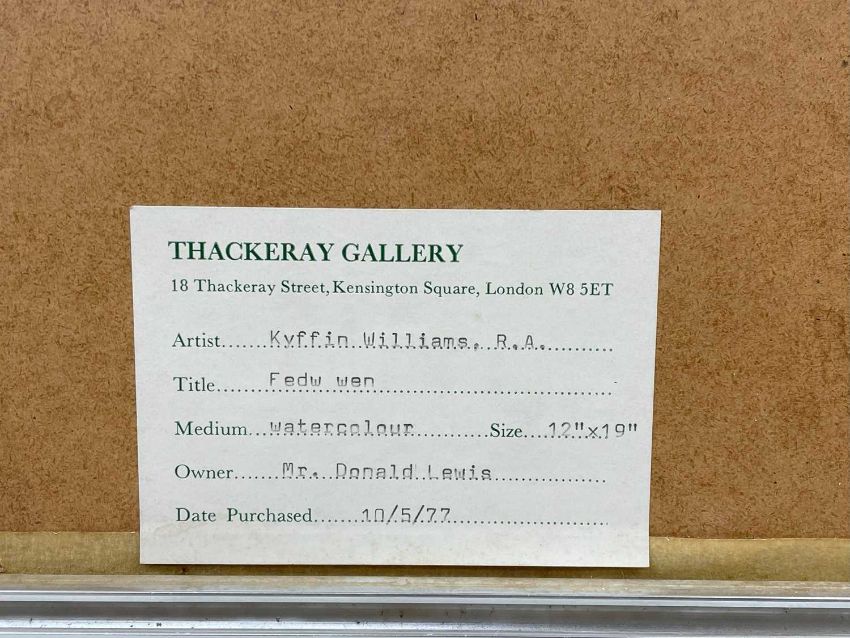 THACKERAY GALLERY
18 Thackeray Street, Kensington Square, London W8 5ET
Artist......Kyffin Williams, R.A.
Title......Fedw wen
Medium...watercolour......Size....12"x19"
Owner.......Mr. Donald Lewis
Date Purchased......10/5/77